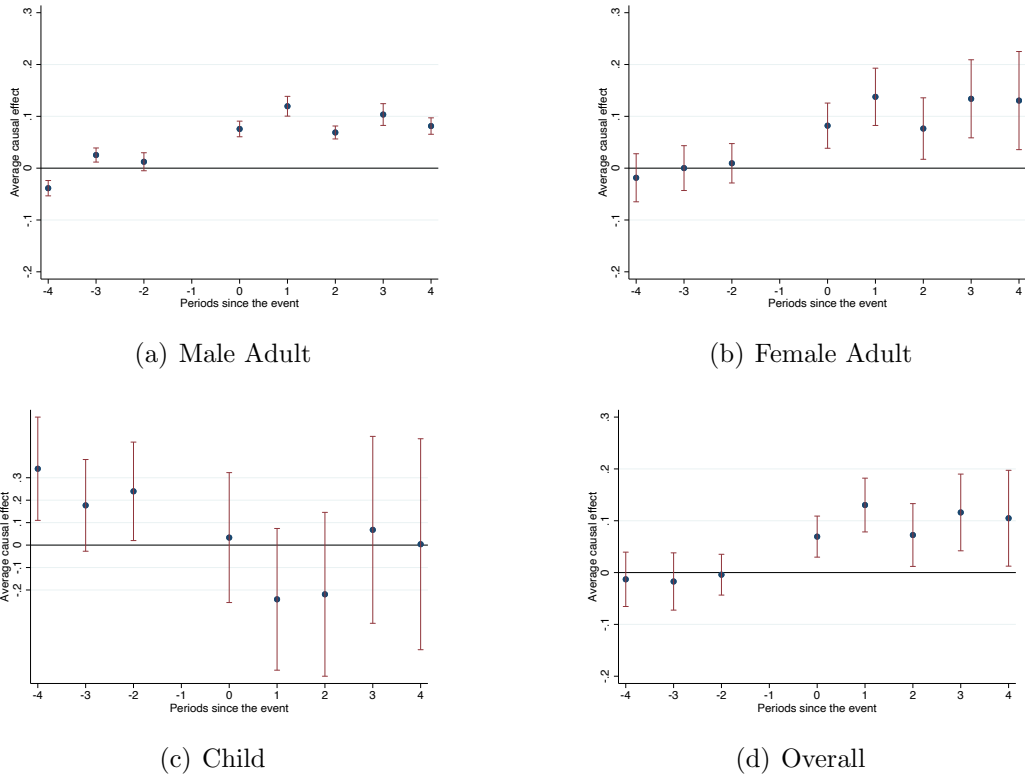 .3
.2
.1
0
-.1
-.2
Average causal effect
-4 -3 -2 -1 0 1 2 3 4
Periods since the event
(a) Male Adult
.3
.2
.1
0
-.1
-.2
Average causal effect
-4 -3 -2 -1 0 1 2 3 4
Periods since the event
(b) Female Adult
.3
.2
.1
0
-.1
-.2
Average causal effect
-4 -3 -2 -1 0 1 2 3 4
Periods since the event
(c) Child
.3
.2
.1
0
-.1
-.2
Average causal effect
-4 -3 -2 -1 0 1 2 3 4
Periods since the event
(d) Overall